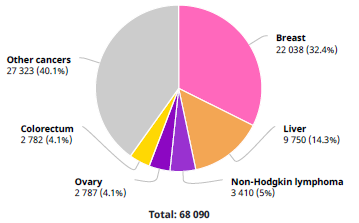 Breast
22 038 (32.4%)
Other cancers
27 323 (40.1%)
Colorectum
2 782 (4.1%)
Liver
9 750 (14.3%)
Ovary
2 787 (4.1%)
Non-Hodgkin lymphoma
3 410 (5%)
Total: 68 090